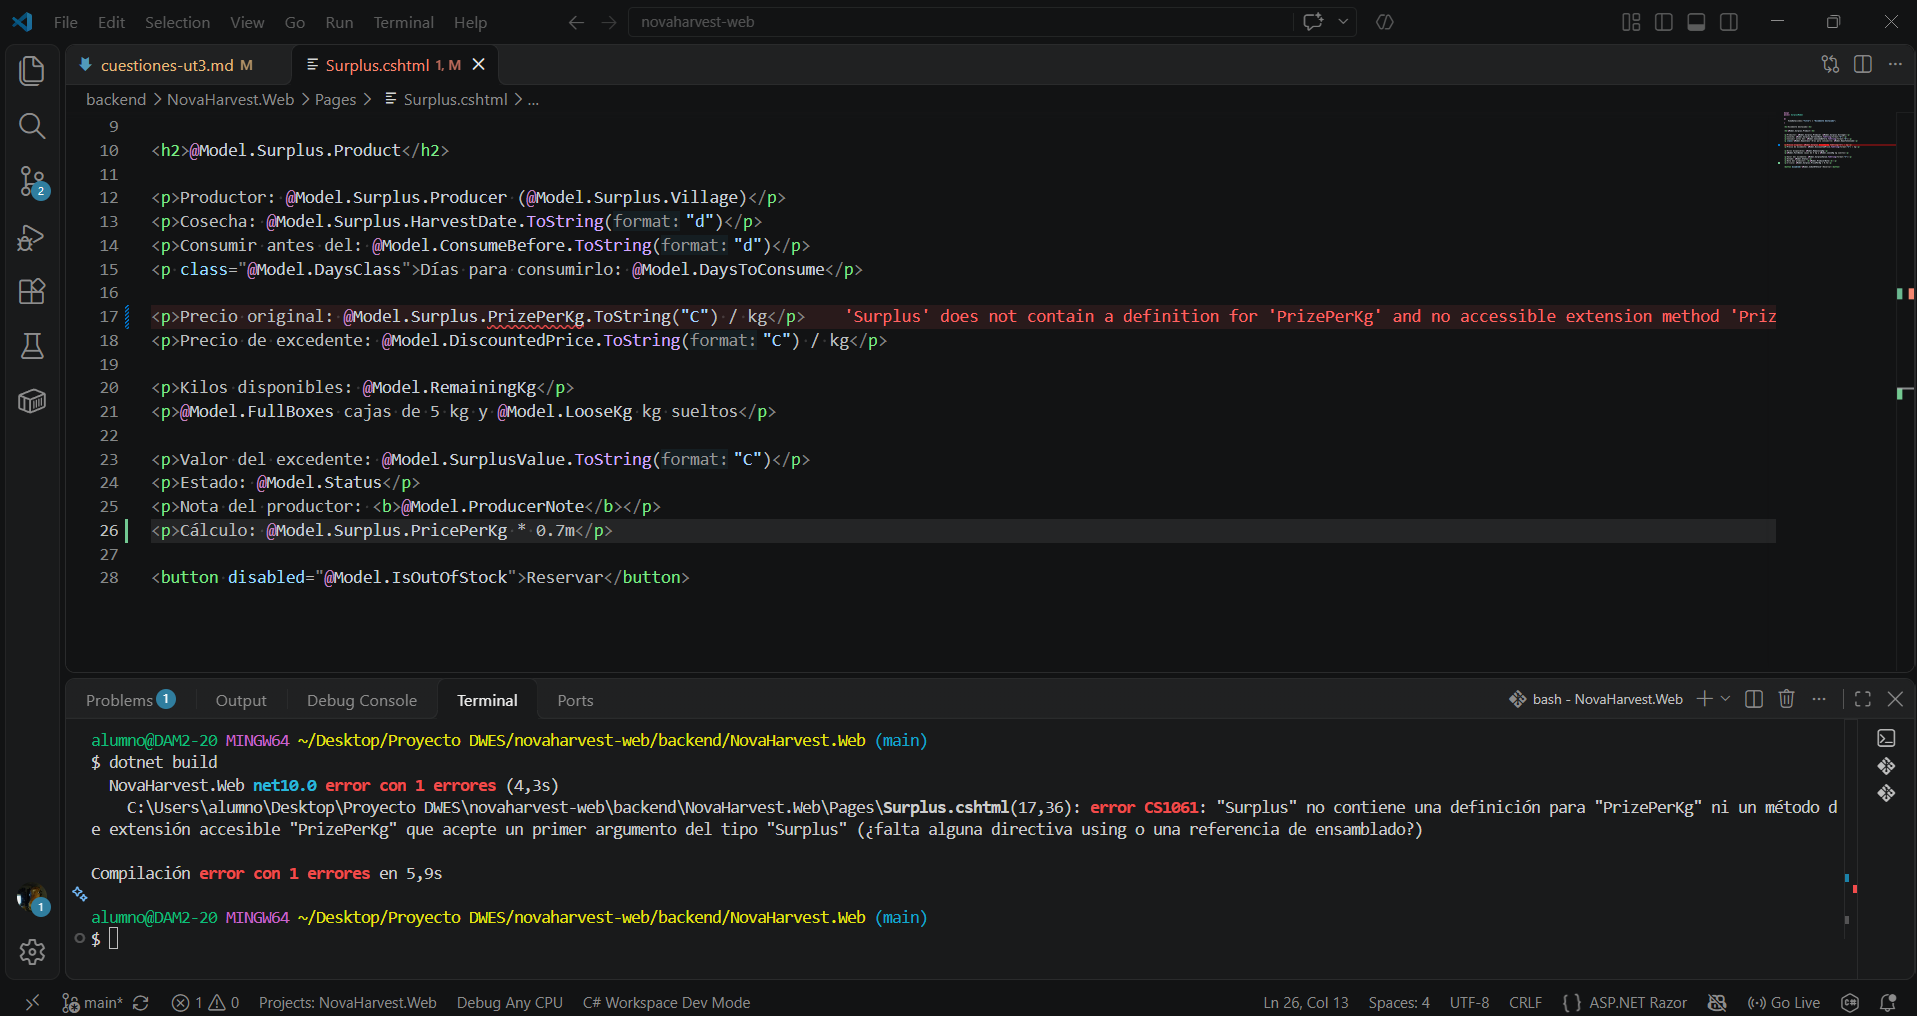 File Edit Selection View Go Run Terminal Help
novaharvest-web
cuestiones-ut3.md M
Surplus.cshtml 1, M
backend > NovaHarvest.Web > Pages > Surplus.cshtml > ...
9
10 <h2>@Model.Surplus.Product</h2>
11
12 <p>Productor: @Model.Surplus.Producer (@Model.Surplus.Village)</p>
13 <p>Cosecha: @Model.Surplus.HarvestDate.ToString(format: "d")</p>
14 <p>Consumir antes del: @Model.ConsumeBefore.ToString(format: "d")</p>
15 <p class="@Model.DaysClass">Días para consumirlo: @Model.DaysToConsume</p>
16
17 <p>Precio original: @Model.Surplus.PrizePerKg.ToString("C") / kg</p> 'Surplus' does not contain a definition for 'PrizePerKg' and no accessible extension method 'Priz
18 <p>Precio de excedente: @Model.DiscountedPrice.ToString(format: "C") / kg</p>
19
20 <p>Kilos disponibles: @Model.RemainingKg</p>
21 <p>@Model.FullBoxes cajas de 5 kg y @Model.LooseKg kg sueltos</p>
22
23 <p>Valor del excedente: @Model.SurplusValue.ToString(format: "C")</p>
24 <p>Estado: @Model.Status</p>
25 <p>Nota del productor: <b>@Model.ProducerNote</b></p>
26 <p>Cálculo: @Model.Surplus.PricePerKg * 0.7m</p>
27
28 <button disabled="@Model.IsOutOfStock">Reservar</button>
2
1
Problems 1 Output Debug Console Terminal Ports
bash - NovaHarvest.Web
alumno@DAM2-20 MINGW64 ~/Desktop/Proyecto DWES/novaharvest-web/backend/NovaHarvest.Web (main)
$ dotnet build
NovaHarvest.Web net10.0 error con 1 errores (4,3s)
C:\Users\alumno\Desktop\Proyecto DWES\novaharvest-web\backend\NovaHarvest.Web\Pages\Surplus.cshtml(17,36): error CS1061: "Surplus" no contiene una definición para "PrizePerKg" ni un método d
e extensión accesible "PrizePerKg" que acepte un primer argumento del tipo "Surplus" (¿falta alguna directiva using o una referencia de ensamblado?)
Compilación error con 1 errores en 5,9s
alumno@DAM2-20 MINGW64 ~/Desktop/Proyecto DWES/novaharvest-web/backend/NovaHarvest.Web (main)
$
main* 1 0 Projects: NovaHarvest.Web Debug Any CPU C# Workspace Dev Mode
Ln 26, Col 13 Spaces: 4 UTF-8 CRLF {} ASP.NET Razor Go Live